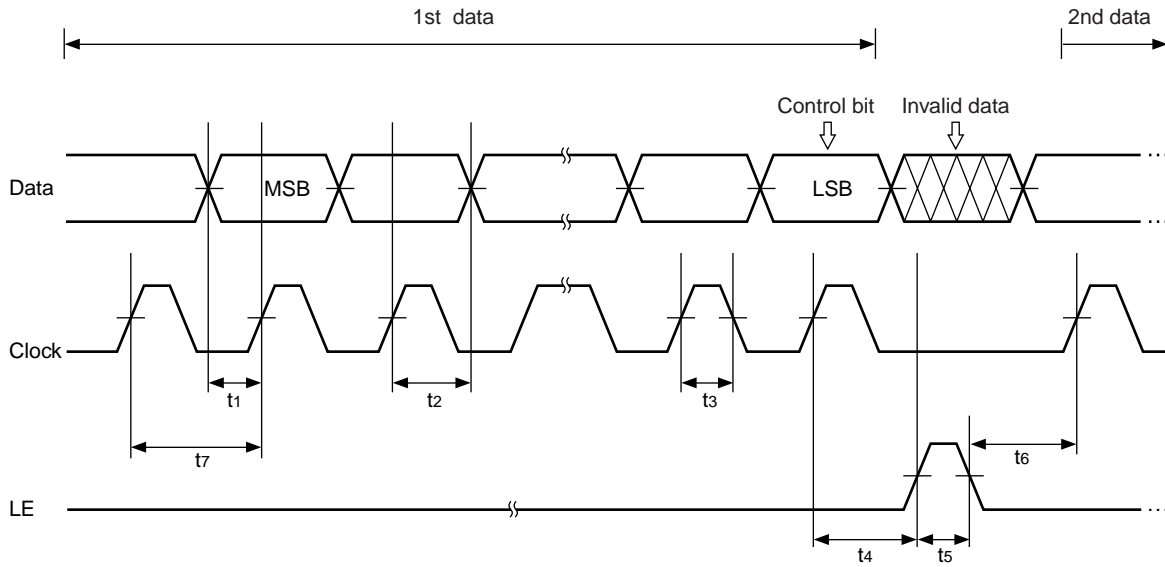 1st data
2nd data
Control bit
Invalid data
Data
MSB
LSB
Clock
t1
t2
t3
t7
t6
LE
t4
t5